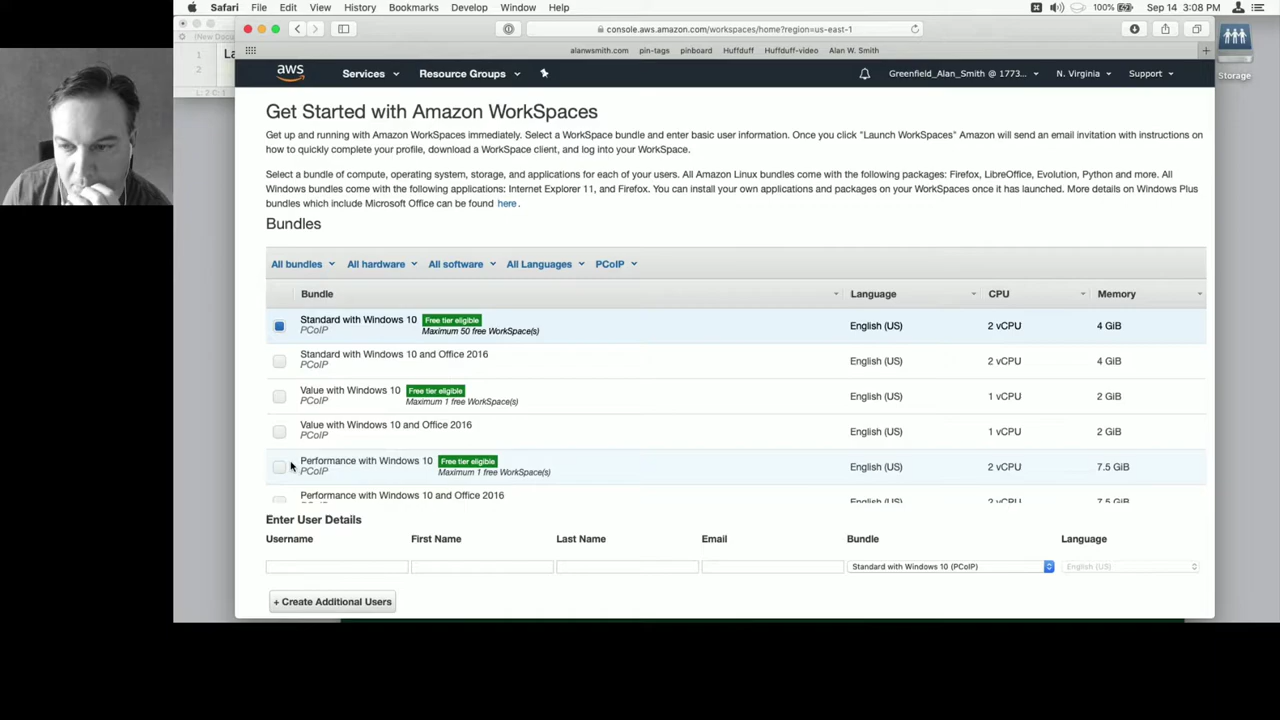 Safari File Edit View History Bookmarks Develop Window Help 100% Sep 14 3:08 PM
console.aws.amazon.com/workspaces/home?region=us-east-1
alanwsmith.com pin-tags pinboard Huffduff Huffduff-video Alan W. Smith
(New Docu
1 La
2
L: 2 C: 1
Storage
aws Services Resource Groups Greenfield_Alan_Smith @ 1773... N. Virginia Support
Get Started with Amazon WorkSpaces
Get up and running with Amazon WorkSpaces immediately. Select a WorkSpace bundle and enter basic user information. Once you click "Launch WorkSpaces" Amazon will send an email invitation with instructions on
how to quickly complete your profile, download a WorkSpace client, and log into your WorkSpace.
Select a bundle of compute, operating system, storage, and applications for each of your users. All Amazon Linux bundles come with the following packages: Firefox, LibreOffice, Evolution, Python and more. All
Windows bundles come with the following applications: Internet Explorer 11, and Firefox. You can install your own applications and packages on your WorkSpaces once it has launched. More details on Windows Plus
bundles which include Microsoft Office can be found here .
Bundles
All bundles All hardware All software All Languages PCoIP
Bundle Language CPU Memory
Standard with Windows 10 Free tier eligible English (US) 2 vCPU 4 GiB
PCoIP Maximum 50 free WorkSpace(s)
Standard with Windows 10 and Office 2016 English (US) 2 vCPU 4 GiB
PCoIP
Value with Windows 10 Free tier eligible English (US) 1 vCPU 2 GiB
PCoIP Maximum 1 free WorkSpace(s)
Value with Windows 10 and Office 2016 English (US) 1 vCPU 2 GiB
PCoIP
Performance with Windows 10 Free tier eligible English (US) 2 vCPU 7.5 GiB
PCoIP Maximum 1 free WorkSpace(s)
Performance with Windows 10 and Office 2016 English (US) 2 vCPU 7.5 GiB
Enter User Details
Username First Name Last Name Email Bundle Language
Standard with Windows 10 (PCoIP) English (US)
+ Create Additional Users